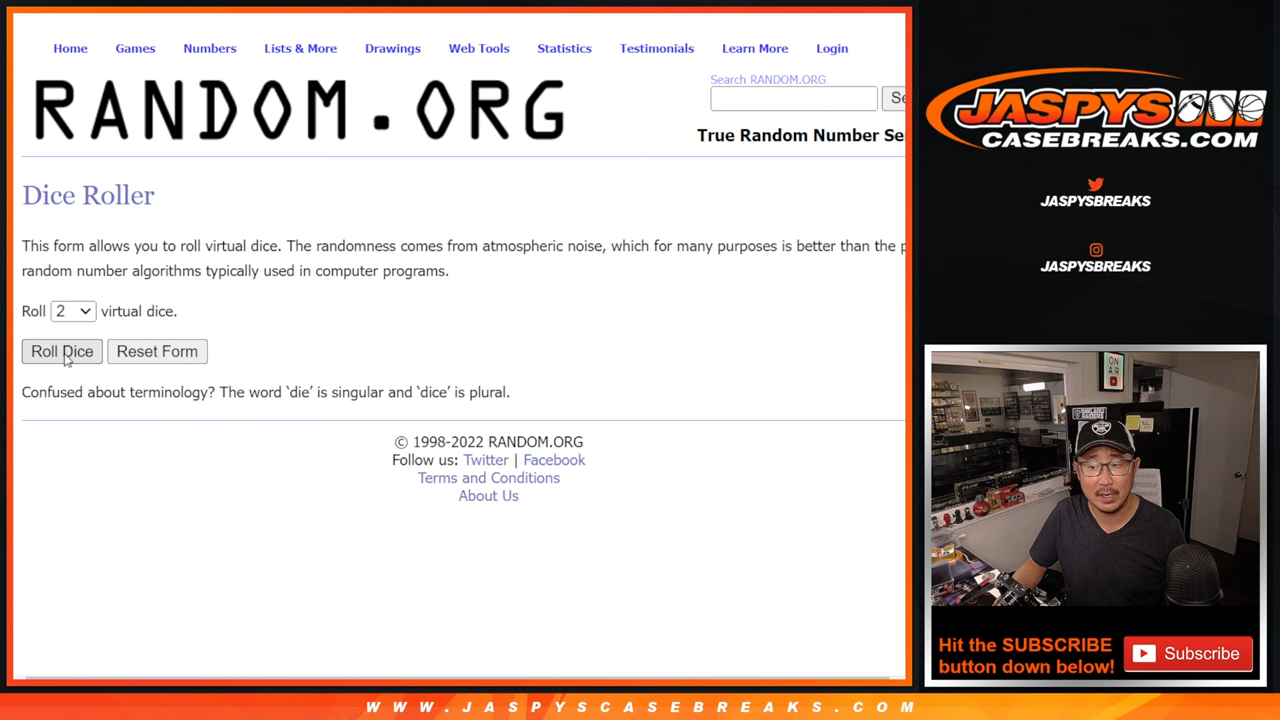 Home Games Numbers Lists & More Drawings Web Tools Statistics Testimonials Learn More Login
RANDOM.ORG
Search RANDOM.ORG
Se
True Random Number Se
Dice Roller
This form allows you to roll virtual dice. The randomness comes from atmospheric noise, which for many purposes is better than the p
random number algorithms typically used in computer programs.
Roll 2 virtual dice.
Roll Dice Reset Form
Confused about terminology? The word ‘die’ is singular and ‘dice’ is plural.
© 1998-2022 RANDOM.ORG
Follow us: Twitter | Facebook
Terms and Conditions
About Us
JASPYS
CASEBREAKS.COM
JASPYSBREAKS
JASPYSBREAKS
ON
AIR
Hit the SUBSCRIBE
button down below!
Subscribe
WWW.JASPYSCASEBREAKS.COM